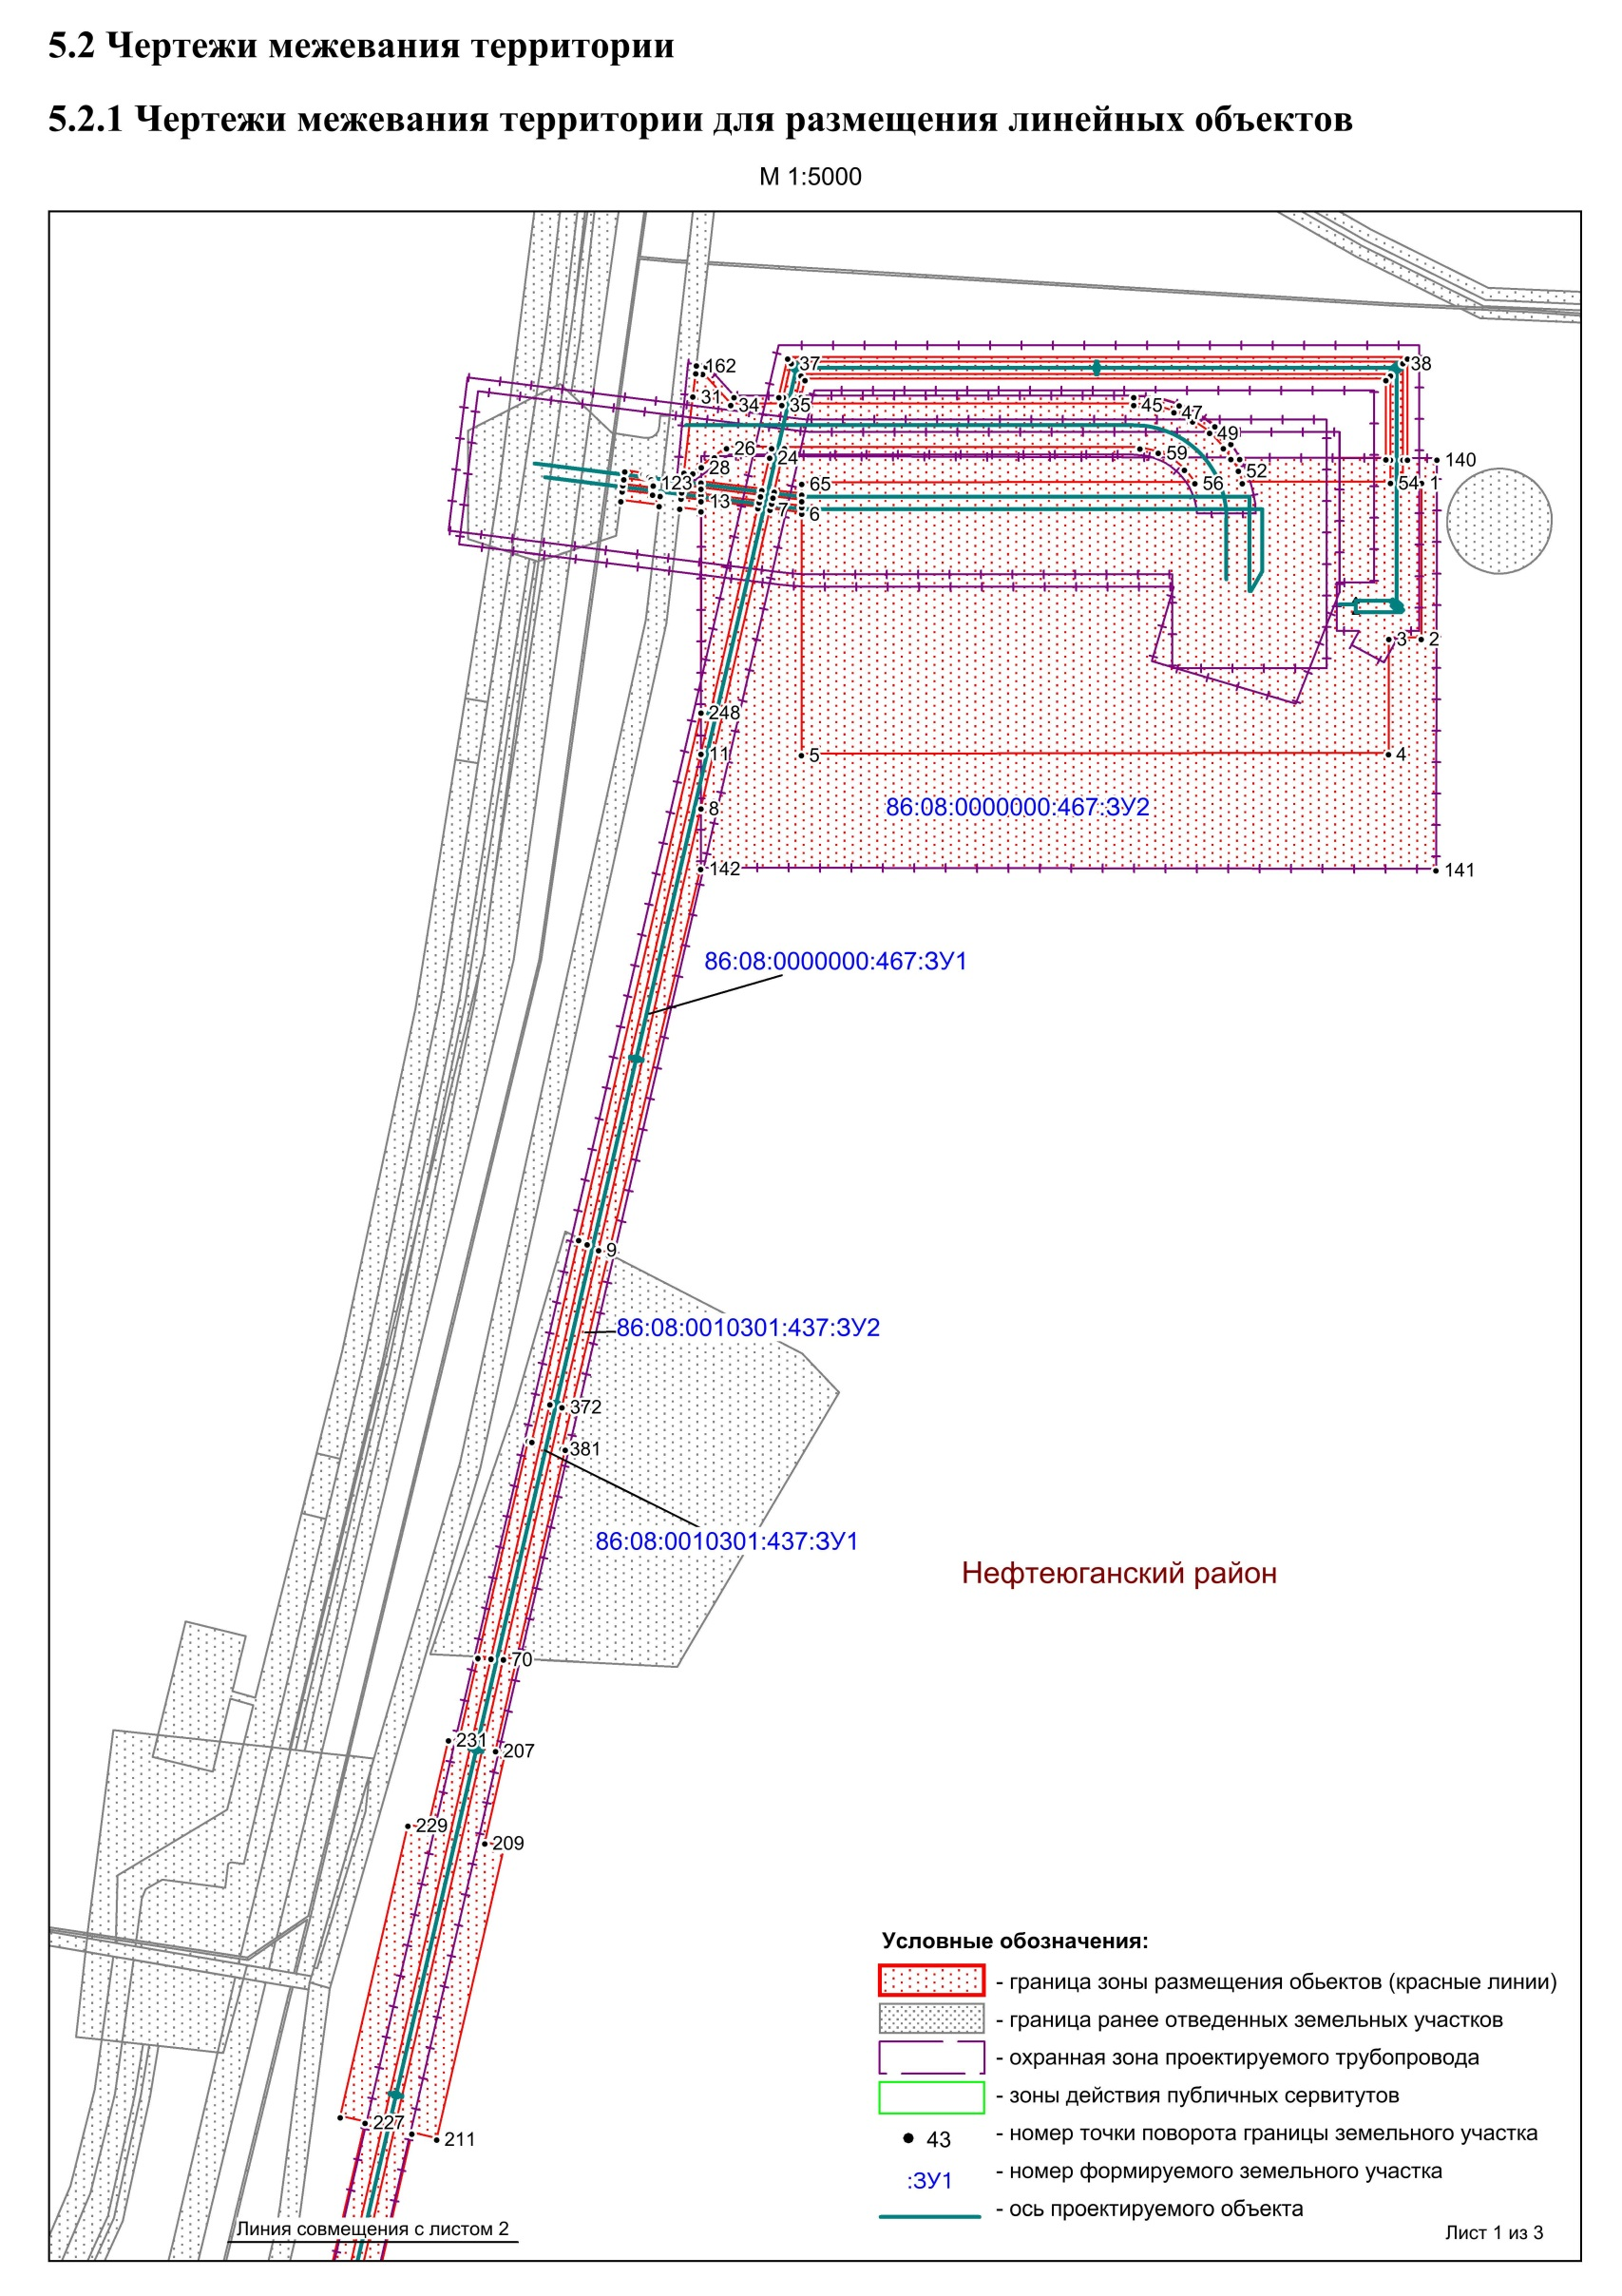 5.2 Чертежи межевания территории
5.2.1 Чертежи межевания территории для размещения линейных объектов
М 1:5000
162
37
38
31
34
35
45
47
49
26
24
59
52
140
28
123
65
56
54
1
13
7
6
3
2
248
11
5
4
8
86:08:0000000:467:ЗУ2
142
141
86:08:0000000:467:ЗУ1
9
86:08:0010301:437:ЗУ2
372
381
86:08:0010301:437:ЗУ1
Нефтеюганский район
70
231
207
229
209
Условные обозначения:
- граница зоны размещения обьектов (красные линии)
- граница ранее отведенных земельных участков
- охранная зона проектируемого трубопровода
- зоны действия публичных сервитутов
227
211
43 - номер точки поворота границы земельного участка
:ЗУ1 - номер формируемого земельного участка
- ось проектируемого объекта
Линия совмещения с листом 2
Лист 1 из 3